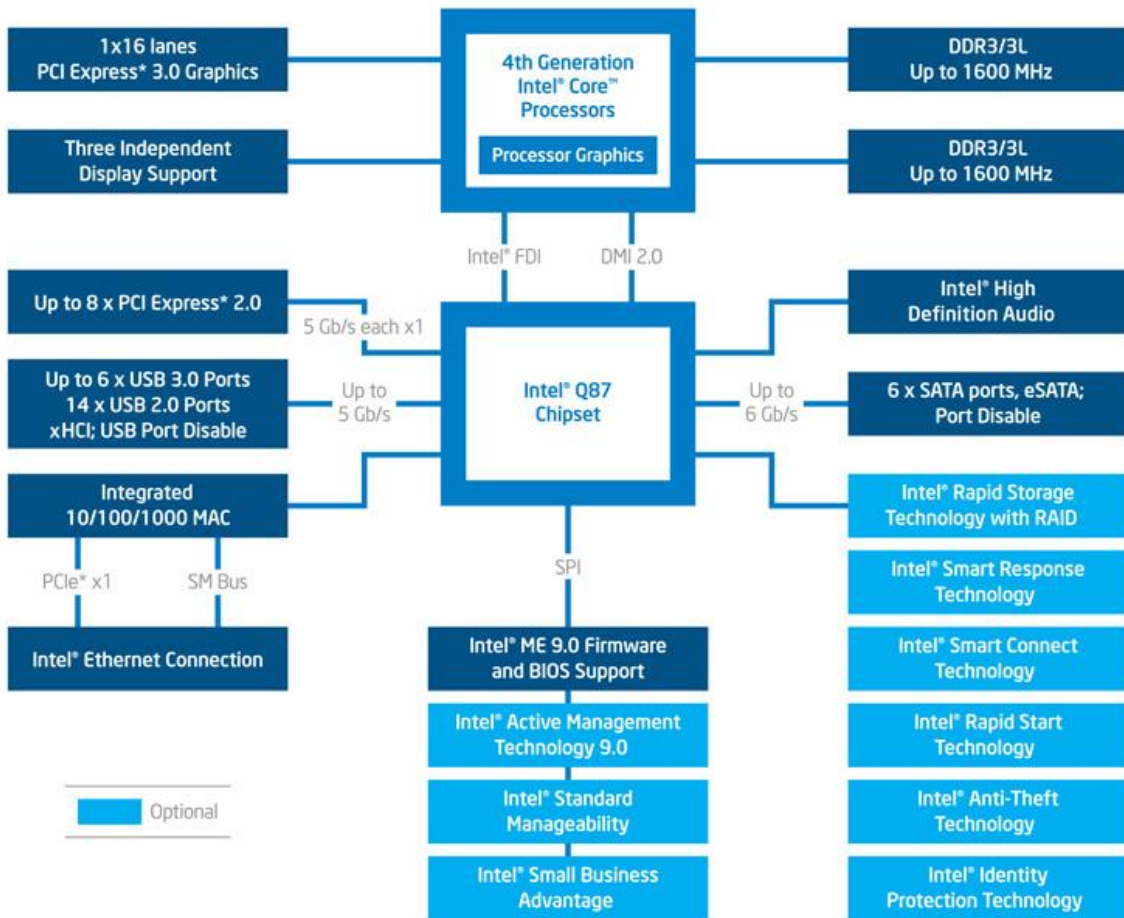 1x16 lanes
PCI Express* 3.0 Graphics
4th Generation
Intel® Core™
Processors
Processor Graphics
DDR3/3L
Up to 1600 MHz
Three Independent
Display Support
DDR3/3L
Up to 1600 MHz
Intel® FDI
DMI 2.0
Up to 8 x PCI Express* 2.0
5 Gb/s each x1
Intel® High
Definition Audio
Up to 6 x USB 3.0 Ports
14 x USB 2.0 Ports
xHCI; USB Port Disable
Up to
5 Gb/s
Intel® Q87
Chipset
Up to
6 Gb/s
6 x SATA ports, eSATA;
Port Disable
Integrated
10/100/1000 MAC
Intel® Rapid Storage
Technology with RAID
PCIe* x1
SM Bus
SPI
Intel® Smart Response
Technology
Intel® Ethernet Connection
Intel® ME 9.0 Firmware
and BIOS Support
Intel® Smart Connect
Technology
Intel® Active Management
Technology 9.0
Intel® Rapid Start
Technology
Optional
Intel® Standard
Manageability
Intel® Anti-Theft
Technology
Intel® Small Business
Advantage
Intel® Identity
Protection Technology